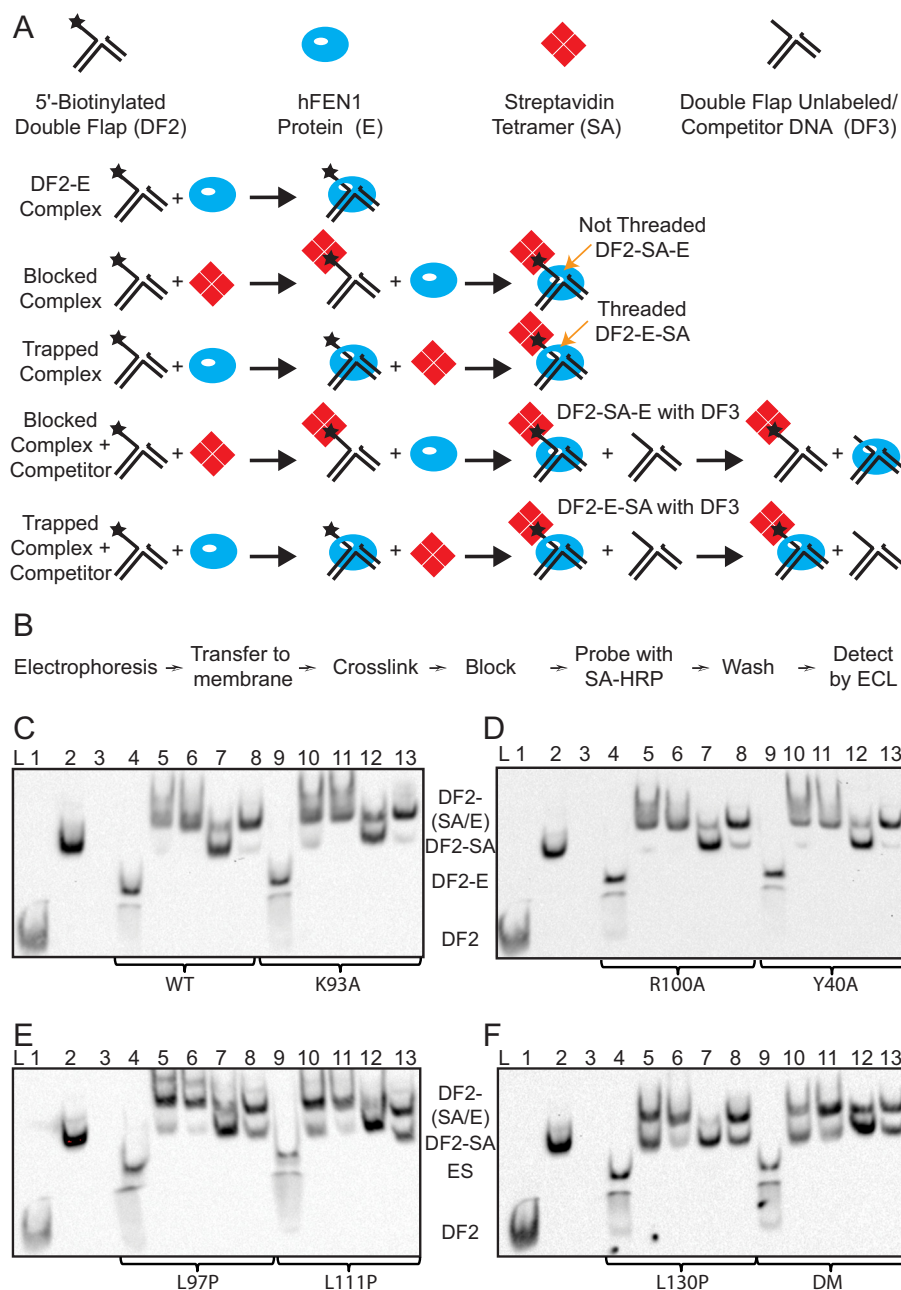 A
5'-Biotinylated
Double Flap (DF2)
hFEN1
Protein (E)
Streptavidin
Tetramer (SA)
Double Flap Unlabeled/
Competitor DNA (DF3)
DF2-E
Complex
+
Blocked
Complex
+
+
Not Threaded
DF2-SA-E
Trapped
Complex
+
+
Threaded
DF2-E-SA
Blocked
Complex +
Competitor
+
+
DF2-SA-E with DF3
+
+
Trapped
Complex +
Competitor
+
+
DF2-E-SA with DF3
+
+
B
Electrophoresis → Transfer to membrane → Crosslink → Block → Probe with SA-HRP → Wash → Detect by ECL
C
L 1 2 3 4 5 6 7 8 9 10 11 12 13
WT
K93A
DF2-
(SA/E)
DF2-SA
DF2-E
DF2
D
L 1 2 3 4 5 6 7 8 9 10 11 12 13
R100A
Y40A
E
L 1 2 3 4 5 6 7 8 9 10 11 12 13
L97P
L111P
DF2-
(SA/E)
DF2-SA
ES
DF2
F
L 1 2 3 4 5 6 7 8 9 10 11 12 13
L130P
DM